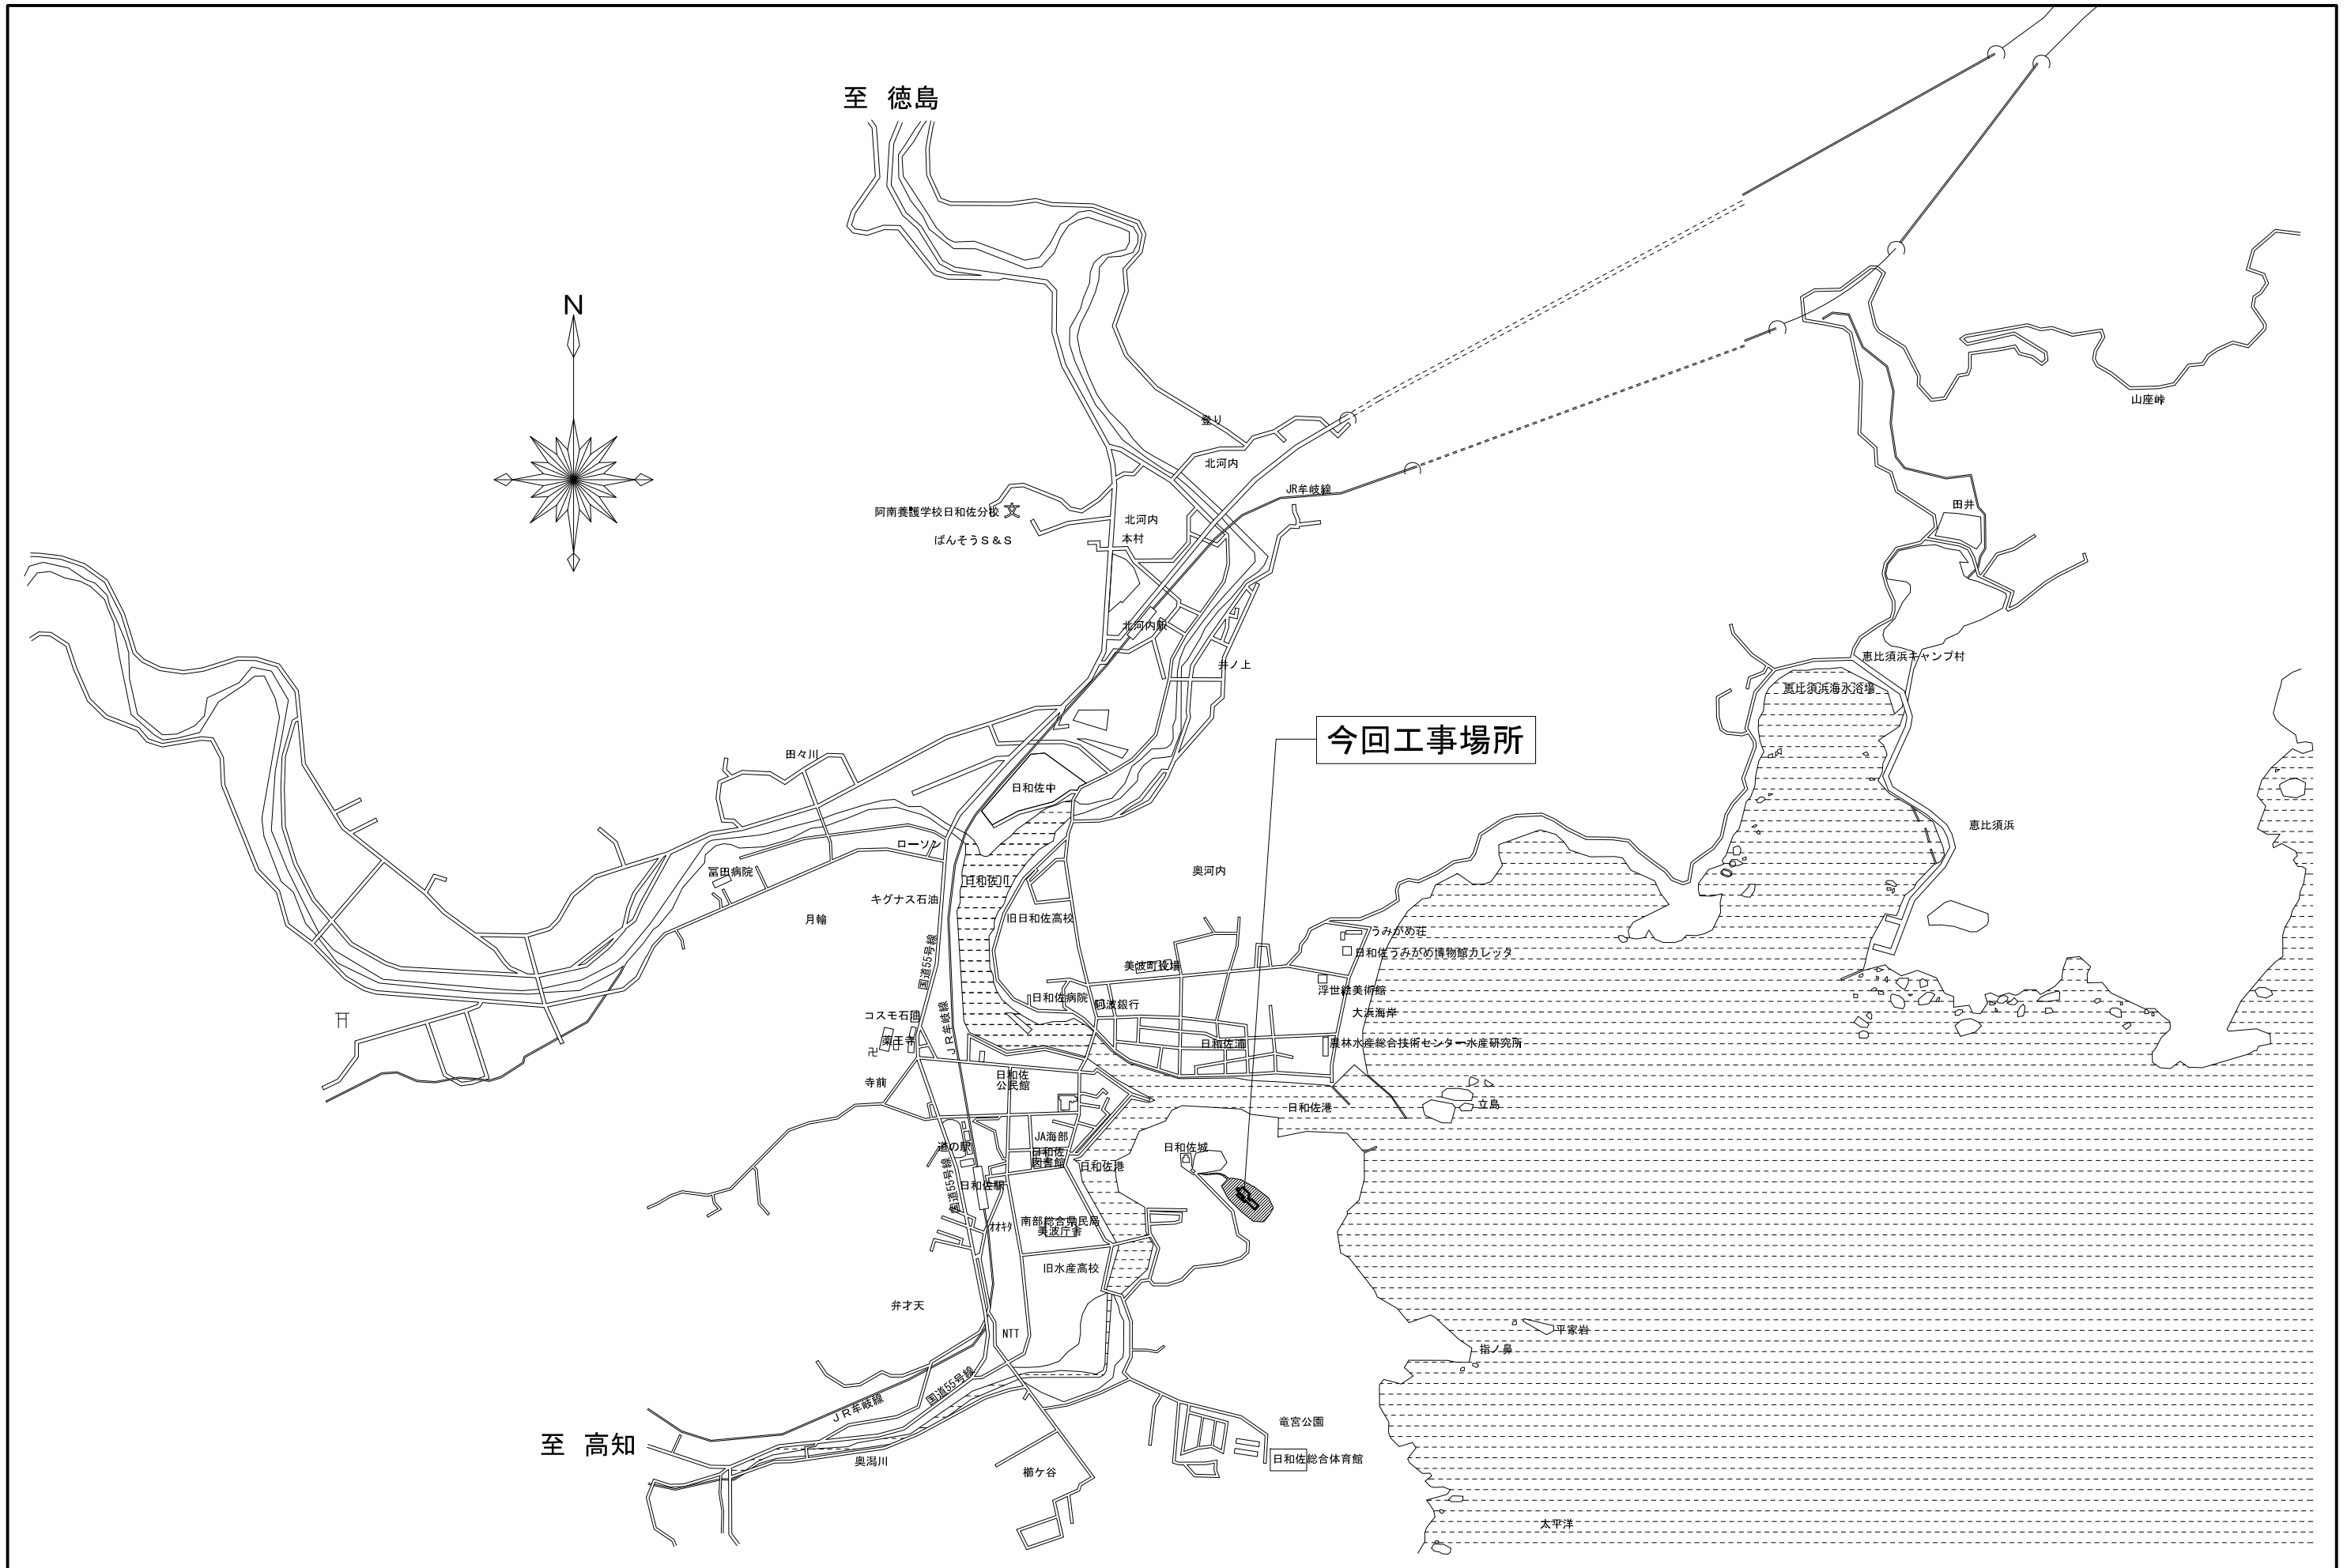 至 徳島
N
山座峠
登り
北河内
JR牟岐線
田井
阿南養護学校日和佐分校
文
北河内
本村
ばんそうS&S
北河内駅
井ノ上
恵比須浜キャンプ村
恵比須浜海水浴場
今回工事場所
田々川
日和佐中
恵比須浜
ローソン
冨田病院
日和佐川
奥河内
キグナス石油
月輪
旧日和佐高校
うみがめ荘
国道55号線
日和佐うみがめ博物館カレッタ
美波町役場
浮世絵美術館
日和佐病院
阿波銀行
大浜海岸
コスモ石油
JR牟岐線
薬王寺
卍
日和佐浦
農林水産総合技術センター水産研究所
寺前
日和佐
公民館
日和佐港
立島
JA海部
道の駅
日和佐
図書館
日和佐城
日和佐港
国道55号線
日和佐駅
南部総合県民局
美波庁舎
オオキタ
旧水産高校
弁才天
NTT
平家岩
指ノ鼻
国道55号線
JR牟岐線
竜宮公園
至 高知
奥潟川
櫛ケ谷
日和佐総合体育館
太平洋